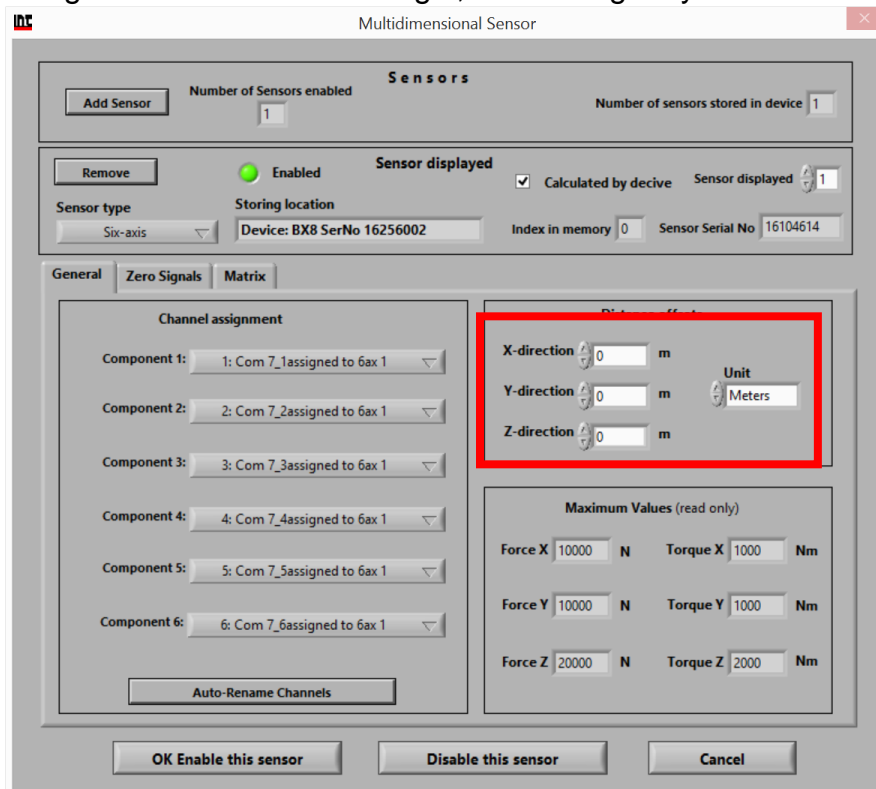 Multidimensional Sensor
Sensors
Add Sensor
Number of Sensors enabled
1
Number of sensors stored in device 1
Remove
Enabled
Sensor displayed
Calculated by decive
Sensor displayed 1
Sensor type
Six-axis
Storing location
Device: BX8 SerNo 16256002
Index in memory 0
Sensor Serial No 16104614
General Zero Signals Matrix
Channel assignment
Component 1: 1: Com 7_1assigned to 6ax 1
Component 2: 2: Com 7_2assigned to 6ax 1
Component 3: 3: Com 7_3assigned to 6ax 1
Component 4: 4: Com 7_4assigned to 6ax 1
Component 5: 5: Com 7_5assigned to 6ax 1
Component 6: 6: Com 7_6assigned to 6ax 1
Auto-Rename Channels
X-direction 0 m
Y-direction 0 m
Z-direction 0 m
Unit
Meters
Maximum Values (read only)
Force X 10000 N Torque X 1000 Nm
Force Y 10000 N Torque Y 1000 Nm
Force Z 20000 N Torque Z 2000 Nm
OK Enable this sensor
Disable this sensor
Cancel